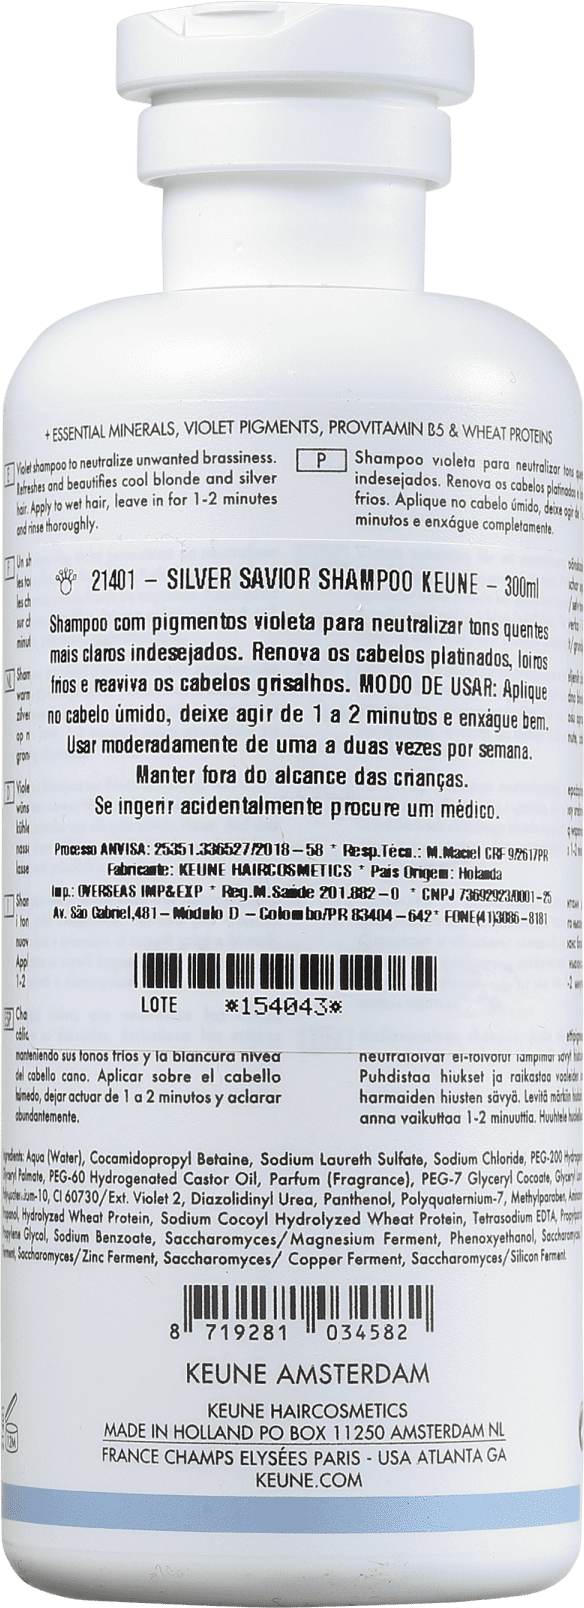 + ESSENTIAL MINERALS, VIOLET PIGMENTS, PROVITAMIN B5 & WHEAT PROTEINS
E Violet shampoo to neutralize unwanted brassiness.
Refreshes and beautifies cool blonde and silver
hair. Apply to wet hair, leave in for 1-2 minutes
and rinse thoroughly.
P Shampoo violeta para neutralizar tons
indesejados. Renova os cabelos platinados
frios. Aplique no cabelo úmido, deixe agir
minutos e enxágue completamente.
21401 – SILVER SAVIOR SHAMPOO KEUNE – 300ml
Shampoo com pigmentos violeta para neutralizar tons quentes
mais claros indesejados. Renova os cabelos platinados, loiros
frios e reaviva os cabelos grisalhos. MODO DE USAR: Aplique
no cabelo úmido, deixe agir de 1 a 2 minutos e enxágue bem.
Usar moderadamente de uma a duas vezes por semana.
Manter fora do alcance das crianças.
Se ingerir acidentalmente procure um médico.
Processo ANVISA: 25351.336527/2018–58 * Resp.Técn.: M.Maciel CRF 9/2617PR
Fabricante: KEUNE HAIRCOSMETICS * País Origem: Holanda
Imp.: OVERSEAS IMP&EXP * Reg.M.Saúde 201.882–0 * CNPJ 73692923/0001–25
Av. São Gabriel,481 – Módulo D – Colombo/PR 83404–642* FONE(41)3086–8181
LOTE *154043*
manteniendo sus tonos fríos y la blancura nívea
del cabello cano. Aplicar sobre el cabello
húmedo, dejar actuar de 1 a 2 minutos y aclarar
abundantemente.
neutraloivat ei-toivotut lämpimät sävyt
Puhdistaa hiukset ja raikastaa vaaleiden
harmaiden hiusten sävyä. Levitä märkiin
anna vaikuttaa 1-2 minuuttia. Huuhtele
Ingredients: Aqua (Water), Cocamidopropyl Betaine, Sodium Laureth Sulfate, Sodium Chloride, PEG-200
Glyceryl Palmate, PEG-60 Hydrogenated Castor Oil, Parfum (Fragrance), PEG-7 Glyceryl Cocoate,
CI 60730/Ext. Violet 2, Diazolidinyl Urea, Panthenol, Polyquaternium-7, Methylparaben,
Hydrolyzed Wheat Protein, Sodium Cocoyl Hydrolyzed Wheat Protein, Tetrasodium EDTA,
Propylene Glycol, Sodium Benzoate, Saccharomyces/Magnesium Ferment, Phenoxyethanol,
Saccharomyces/Zinc Ferment, Saccharomyces/ Copper Ferment, Saccharomyces/Silicon Ferment.
8 719281 034582
KEUNE AMSTERDAM
KEUNE HAIRCOSMETICS
MADE IN HOLLAND PO BOX 11250 AMSTERDAM NL
FRANCE CHAMPS ELYSÉES PARIS - USA ATLANTA GA
KEUNE.COM
12M